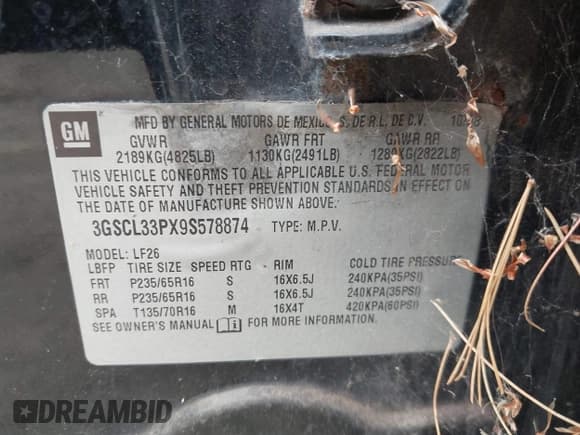 GM
MFD BY GENERAL MOTORS DE MEXICO, S. DE R.L. DE C.V.
GVWR GAWR FRT GAWR RR
2189KG(4825LB) 1130KG(2491LB) 1280KG(2822LB)
THIS VEHICLE CONFORMS TO ALL APPLICABLE U.S. FEDERAL MOTOR
VEHICLE SAFETY AND THEFT PREVENTION STANDARDS IN EFFECT ON
THE DATE OF MANUFACTURE SHOWN ABOVE.
3GSCL33PX9S578874 TYPE: M.P.V.
MODEL: LF26
LBFP TIRE SIZE SPEED RTG RIM COLD TIRE PRESSURE
FRT P235/65R16 S 16X6.5J 240KPA(35PSI)
RR P235/65R16 S 16X6.5J 240KPA(35PSI)
SPA T135/70R16 M 16X4T 420KPA(60PSI)
SEE OWNER'S MANUAL FOR MORE INFORMATION.
DREAMBID